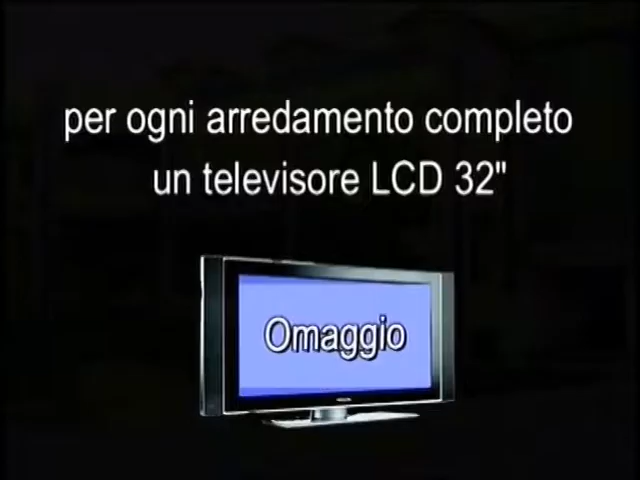 per ogni arredamento completo
un televisore LCD 32"
Omaggio